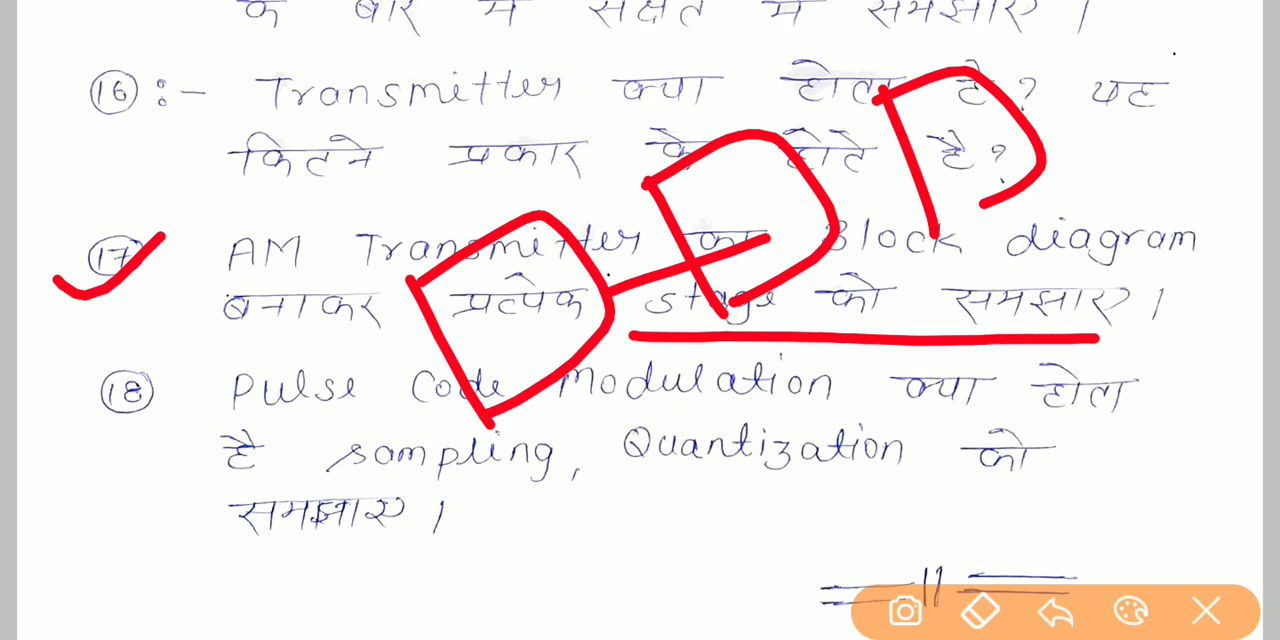 के बारे में संक्षेप में समझाए।
(16):- Transmitter क्या होता है? यह
कितने प्रकार के होते है?
(17) AM Transmitter का Block diagram
बनाकर प्रत्येक stage को समझाए।
(18) Pulse Code Modulation क्या होता
है sampling, Quantization को
समझाए।